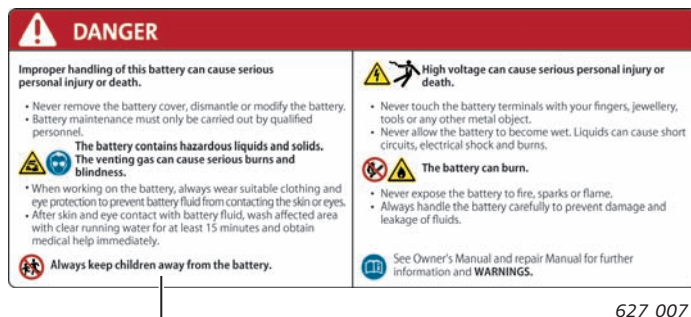 DANGER
Improper handling of this battery can cause serious
personal injury or death.
• Never remove the battery cover, dismantle or modify the battery.
• Battery maintenance must only be carried out by qualified
personnel.
The battery contains hazardous liquids and solids.
The venting gas can cause serious burns and
blindness.
• When working on the battery, always wear suitable clothing and
eye protection to prevent battery fluid from contacting the skin or eyes.
• After skin and eye contact with battery fluid, wash affected area
with clear running water for at least 15 minutes and obtain
medical help immediately.
Always keep children away from the battery.
High voltage can cause serious personal injury or
death.
• Never touch the battery terminals with your fingers, jewellery,
tools or any other metal object.
• Never allow the battery to become wet. Liquids can cause short
circuits, electrical shock and burns.
The battery can burn.
• Never expose the battery to fire, sparks or flame.
• Always handle the battery carefully to prevent damage and
leakage of fluids.
See Owner's Manual and repair Manual for further
information and WARNINGS.
627_007